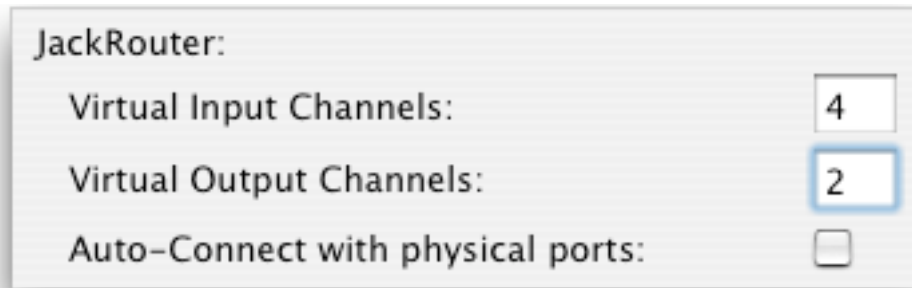 JackRouter:
Virtual Input Channels: 4
Virtual Output Channels: 2
Auto-Connect with physical ports: